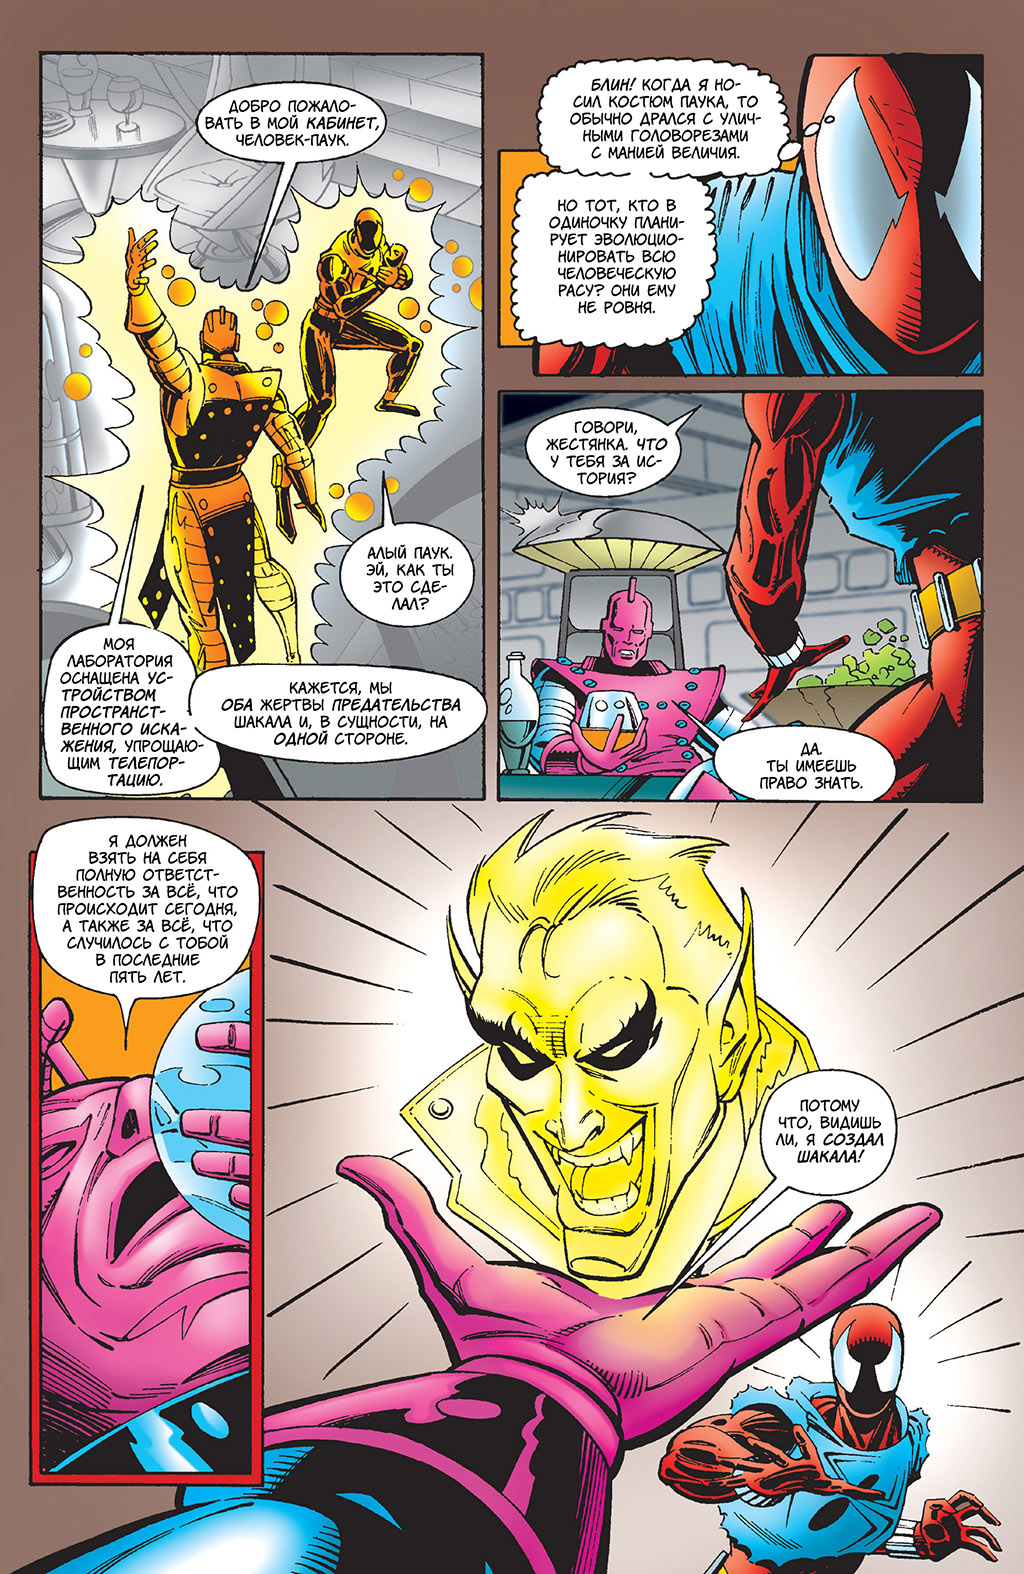 ДОБРО ПОЖАЛО-
ВАТЬ В МОЙ КАБИНЕТ,
ЧЕЛОВЕК-ПАУК.
АЛЫЙ ПАУК.
ЭЙ, КАК ТЫ
ЭТО СДЕ-
ЛАЛ?
МОЯ
ЛАБОРАТОРИЯ
ОСНАЩЕНА УС-
ТРОЙСТВОМ
ПРОСТРАНСТ-
ВЕННОГО ИСКА-
ЖЕНИЯ, УПРОЩАЮ-
ЩИМ ТЕЛЕПОР-
ТАЦИЮ.
КАЖЕТСЯ, МЫ
ОБА ЖЕРТВЫ ПРЕДАТЕЛЬСТВА
ШАКАЛА И, В СУЩНОСТИ, НА
ОДНОЙ СТОРОНЕ.
БЛИН! КОГДА Я НО-
СИЛ КОСТЮМ ПАУКА, ТО
ОБЫЧНО ДРАЛСЯ С УЛИЧ-
НЫМИ ГОЛОВОРЕЗАМИ
С МАНИЕЙ ВЕЛИЧИЯ.
НО ТОТ, КТО В
ОДИНОЧКУ ПЛАНИ-
РУЕТ ЭВОЛЮЦИО-
НИРОВАТЬ ВСЮ
ЧЕЛОВЕЧЕСКУЮ
РАСУ? ОНИ ЕМУ
НЕ РОВНЯ.
ГОВОРИ,
ЖЕСТЯНКА. ЧТО
У ТЕБЯ ЗА ИС-
ТОРИЯ?
ДА.
ТЫ ИМЕЕШЬ
ПРАВО ЗНАТЬ.
Я ДОЛЖЕН
ВЗЯТЬ НА СЕБЯ
ПОЛНУЮ ОТВЕТСТ-
ВЕННОСТЬ ЗА ВСЁ, ЧТО
ПРОИСХОДИТ СЕГОДНЯ,
А ТАКЖЕ ЗА ВСЁ, ЧТО
СЛУЧИЛОСЬ С ТОБОЙ
В ПОСЛЕДНИЕ
ПЯТЬ ЛЕТ.
ПОТОМУ
ЧТО, ВИДИШЬ
ЛИ, Я СОЗДАЛ
ШАКАЛА!